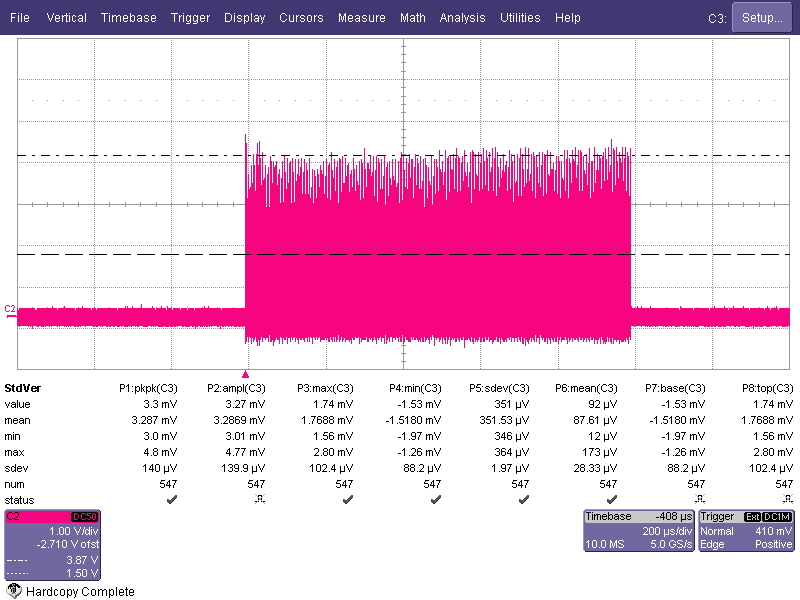 File Vertical Timebase Trigger Display Cursors Measure Math Analysis Utilities Help C3: Setup...
C2
StdVer P1:pkpk(C3) P2:ampl(C3) P3:max(C3) P4:min(C3) P5:sdev(C3) P6:mean(C3) P7:base(C3) P8:top(C3)
value 3.3 mV 3.27 mV 1.74 mV -1.53 mV 351 µV 92 µV -1.53 mV 1.74 mV
mean 3.287 mV 3.2869 mV 1.7688 mV -1.5180 mV 351.53 µV 87.61 µV -1.5180 mV 1.7688 mV
min 3.0 mV 3.01 mV 1.56 mV -1.97 mV 346 µV 12 µV -1.97 mV 1.56 mV
max 4.8 mV 4.77 mV 2.80 mV -1.26 mV 364 µV 173 µV -1.26 mV 2.80 mV
sdev 140 µV 139.9 µV 102.4 µV 88.2 µV 1.97 µV 28.33 µV 88.2 µV 102.4 µV
num 547 547 547 547 547 547 547 547
status
C2 DC50
1.00 V/div
-2.710 V ofst
3.87 V
1.50 V
Timebase -408 µs
200 µs/div
10.0 MS 5.0 GS/s
Trigger Ext DC1M
Normal 410 mV
Edge Positive
Hardcopy Complete